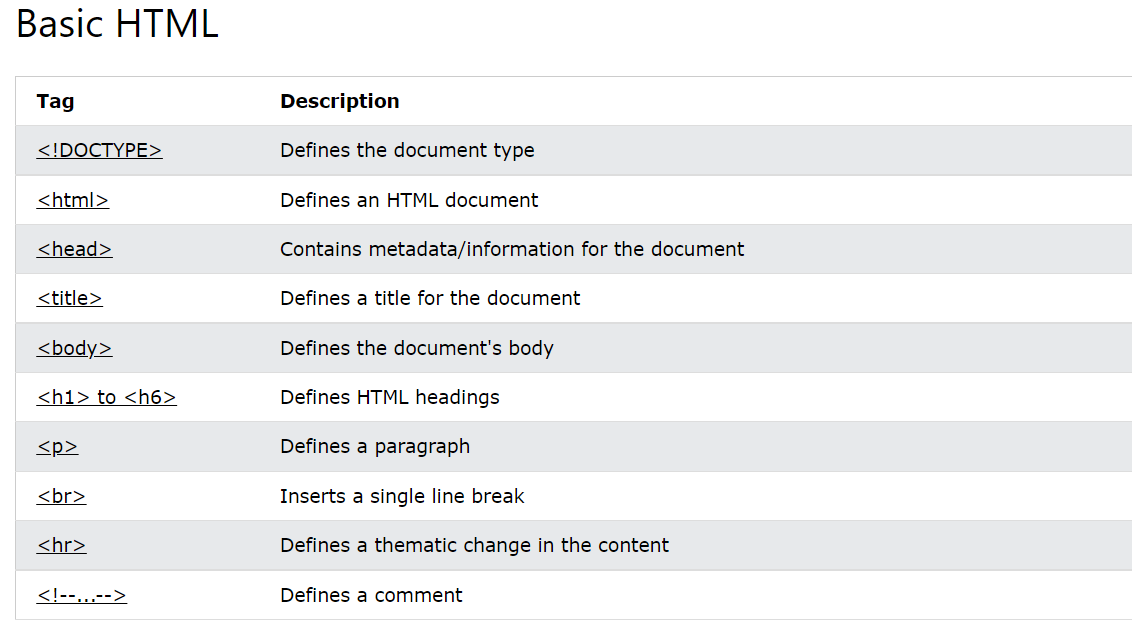 Basic HTML
Tag Description
<!DOCTYPE> Defines the document type
<html> Defines an HTML document
<head> Contains metadata/information for the document
<title> Defines a title for the document
<body> Defines the document's body
<h1> to <h6> Defines HTML headings
<p> Defines a paragraph
<br> Inserts a single line break
<hr> Defines a thematic change in the content
<!--...--> Defines a comment